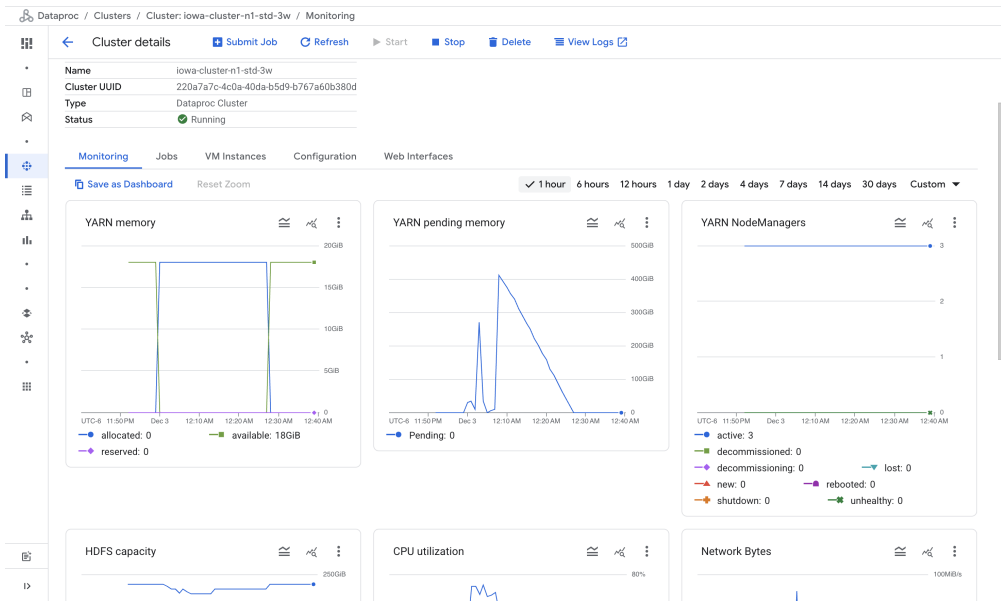 Dataproc / Clusters / Cluster: iowa-cluster-n1-std-3w / Monitoring
Cluster details Submit Job Refresh Start Stop Delete View Logs
Name iowa-cluster-n1-std-3w
Cluster UUID 220a7a7c-4c0a-40da-b5d9-b767a60b380d
Type Dataproc Cluster
Status Running
Monitoring Jobs VM Instances Configuration Web Interfaces
Save as Dashboard Reset Zoom 1 hour 6 hours 12 hours 1 day 2 days 4 days 7 days 14 days 30 days Custom
YARN memory
20GiB
15GiB
10GiB
5GiB
0
UTC-6 11:50PM Dec 3 12:10AM 12:20AM 12:30AM 12:40AM
allocated: 0 available: 18GiB
reserved: 0
YARN pending memory
500GiB
400GiB
300GiB
200GiB
100GiB
0
UTC-6 11:50PM Dec 3 12:10AM 12:20AM 12:30AM 12:40AM
Pending: 0
YARN NodeManagers
3
2
1
0
UTC-6 11:50PM Dec 3 12:10AM 12:20AM 12:30AM 12:40AM
active: 3
decommissioned: 0
decommissioning: 0 lost: 0
new: 0 rebooted: 0
shutdown: 0 unhealthy: 0
HDFS capacity
250GiB
CPU utilization
80%
Network Bytes
100MiB/s